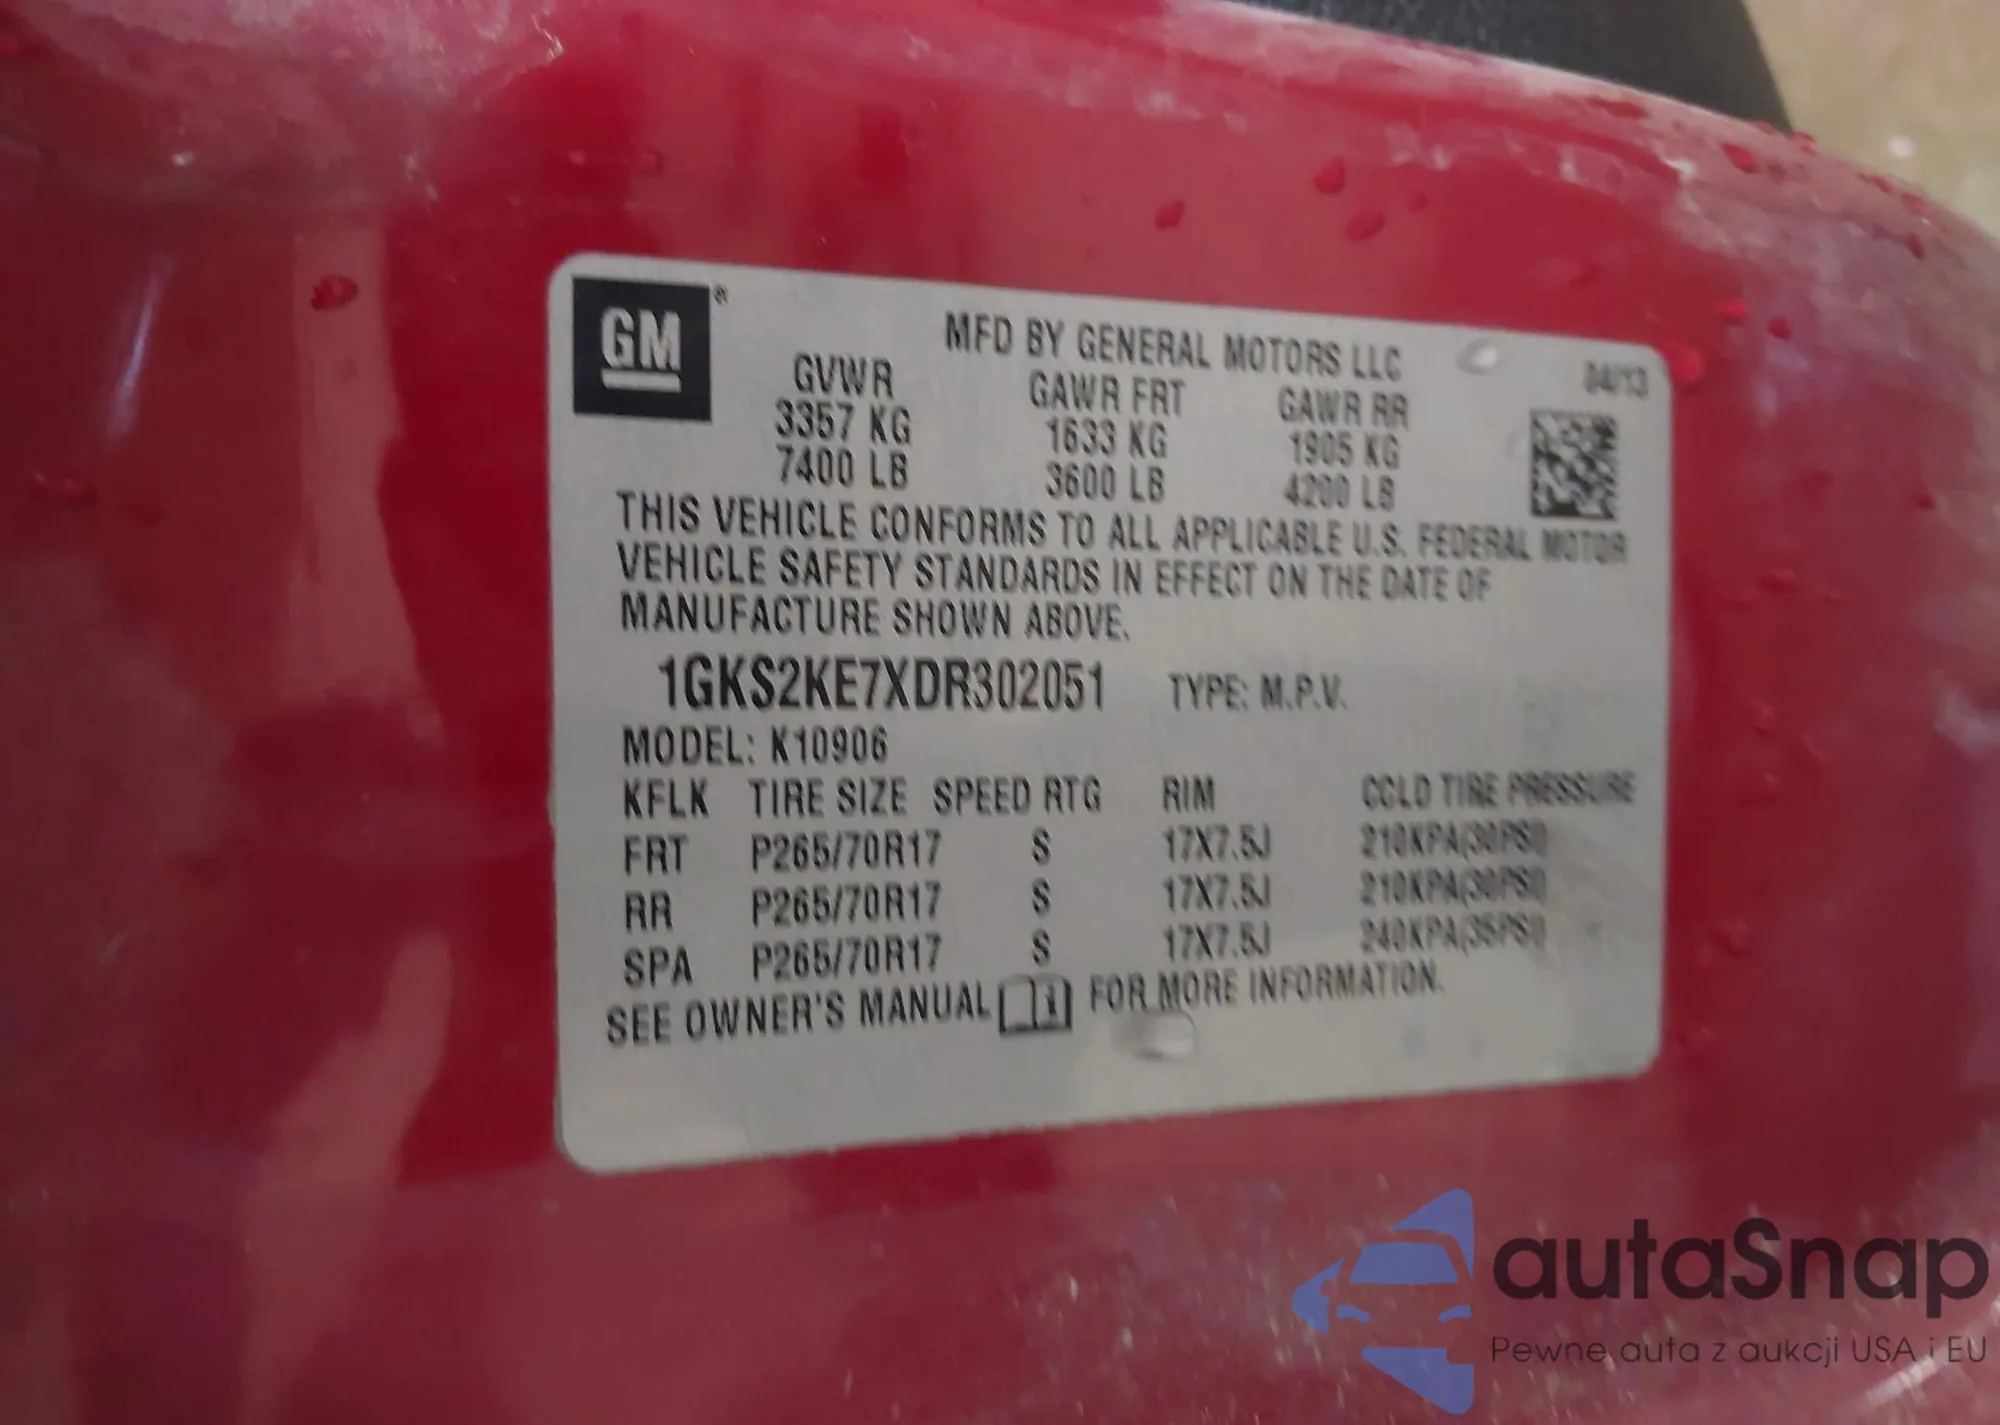 GM®
MFD BY GENERAL MOTORS LLC 04/13
GVWR GAWR FRT GAWR RR
3357 KG 1633 KG 1905 KG
7400 LB 3600 LB 4200 LB
THIS VEHICLE CONFORMS TO ALL APPLICABLE U.S. FEDERAL MOTOR
VEHICLE SAFETY STANDARDS IN EFFECT ON THE DATE OF
MANUFACTURE SHOWN ABOVE.
1GKS2KE7XDR302051 TYPE: M.P.V.
MODEL: K10906
KFLK TIRE SIZE SPEED RTG RIM COLD TIRE PRESSURE
FRT P265/70R17 S 17X7.5J 210KPA(30PSI)
RR P265/70R17 S 17X7.5J 210KPA(30PSI)
SPA P265/70R17 S 17X7.5J 240KPA(35PSI)
SEE OWNER'S MANUAL FOR MORE INFORMATION.
autaSnap
Pewne auta z aukcji USA i EU